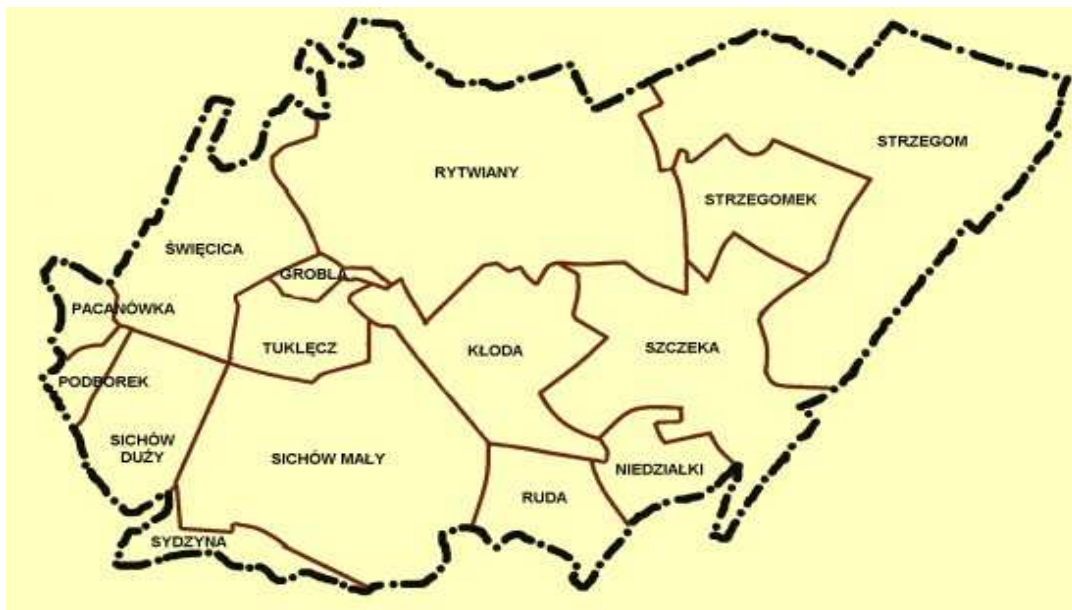 STRZEGOM
RYTWIANY
STRZEGOMEK
ŚWIĘCICA
GROBLA
PACANÓWKA
TUKLĘCZ
KŁODA
SZCZEKA
PODBOREK
SICHÓW
DUŻY
SICHÓW MAŁY
NIEDZIAŁKI
RUDA
SYDZYNA